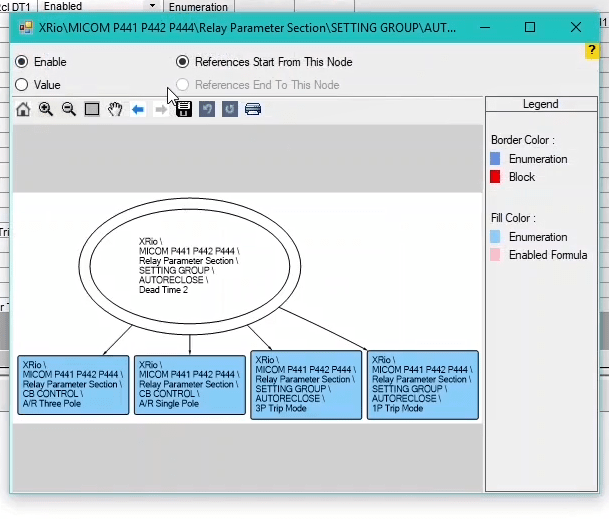 cl DT1 Enabled Enumeration
XRio\MICOM P441 P442 P444\Relay Parameter Section\SETTING GROUP\AUT...
Enable
References Start From This Node
?
Value
References End To This Node
Legend
Border Color :
Enumeration
Block
Fill Color :
Enumeration
Enabled Formula
XRio \
MICOM P441 P442 P444 \
Relay Parameter Section \
SETTING GROUP \
AUTORECLOSE \
Dead Time 2
XRio \
MICOM P441 P442 P444 \
Relay Parameter Section \
CB CONTROL \
A/R Three Pole
XRio \
MICOM P441 P442 P444 \
Relay Parameter Section \
CB CONTROL \
A/R Single Pole
XRio \
MICOM P441 P442 P444 \
Relay Parameter Section \
SETTING GROUP \
AUTORECLOSE \
3P Trip Mode
XRio \
MICOM P441 P442 P444 \
Relay Parameter Section \
SETTING GROUP \
AUTORECLOSE \
1P Trip Mode